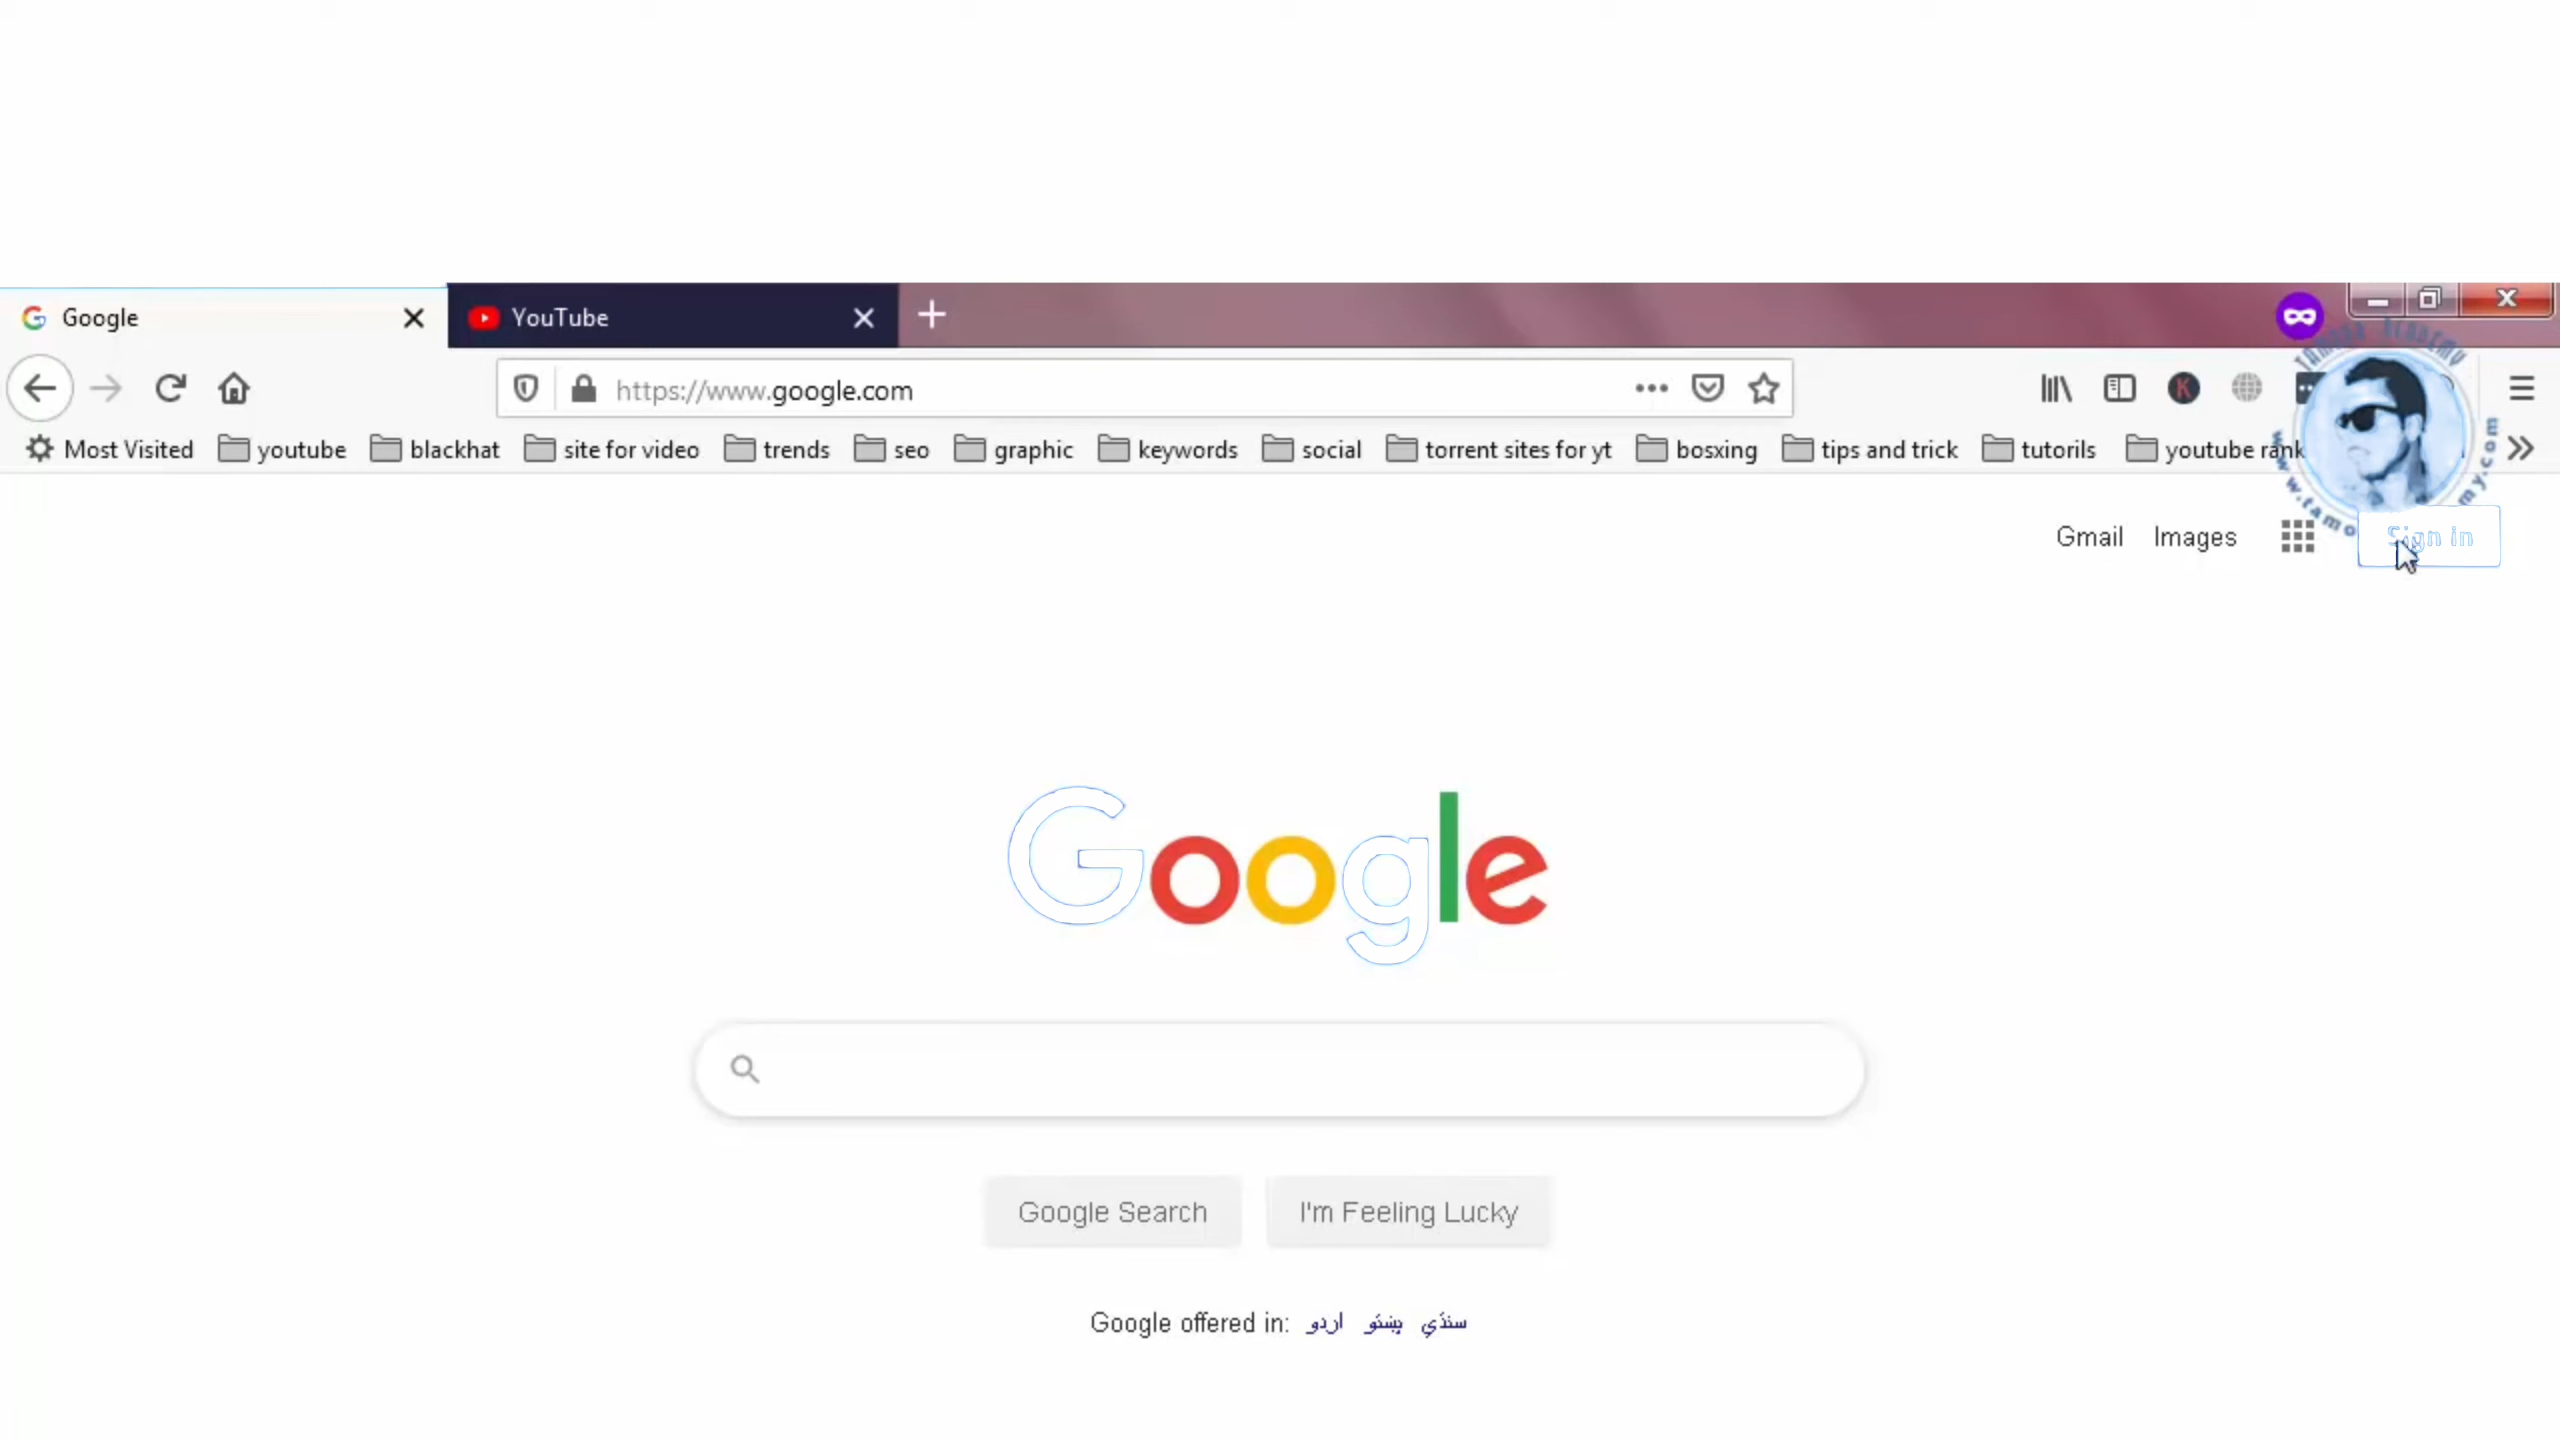 Google YouTube
https://www.google.com
Most Visited youtube blackhat site for video trends seo graphic keywords social torrent sites for yt bosxing tips and trick tutorils youtube rank
Gmail Images Sign in
Google
Google Search I'm Feeling Lucky
Google offered in: اردو پښتو سنڌي